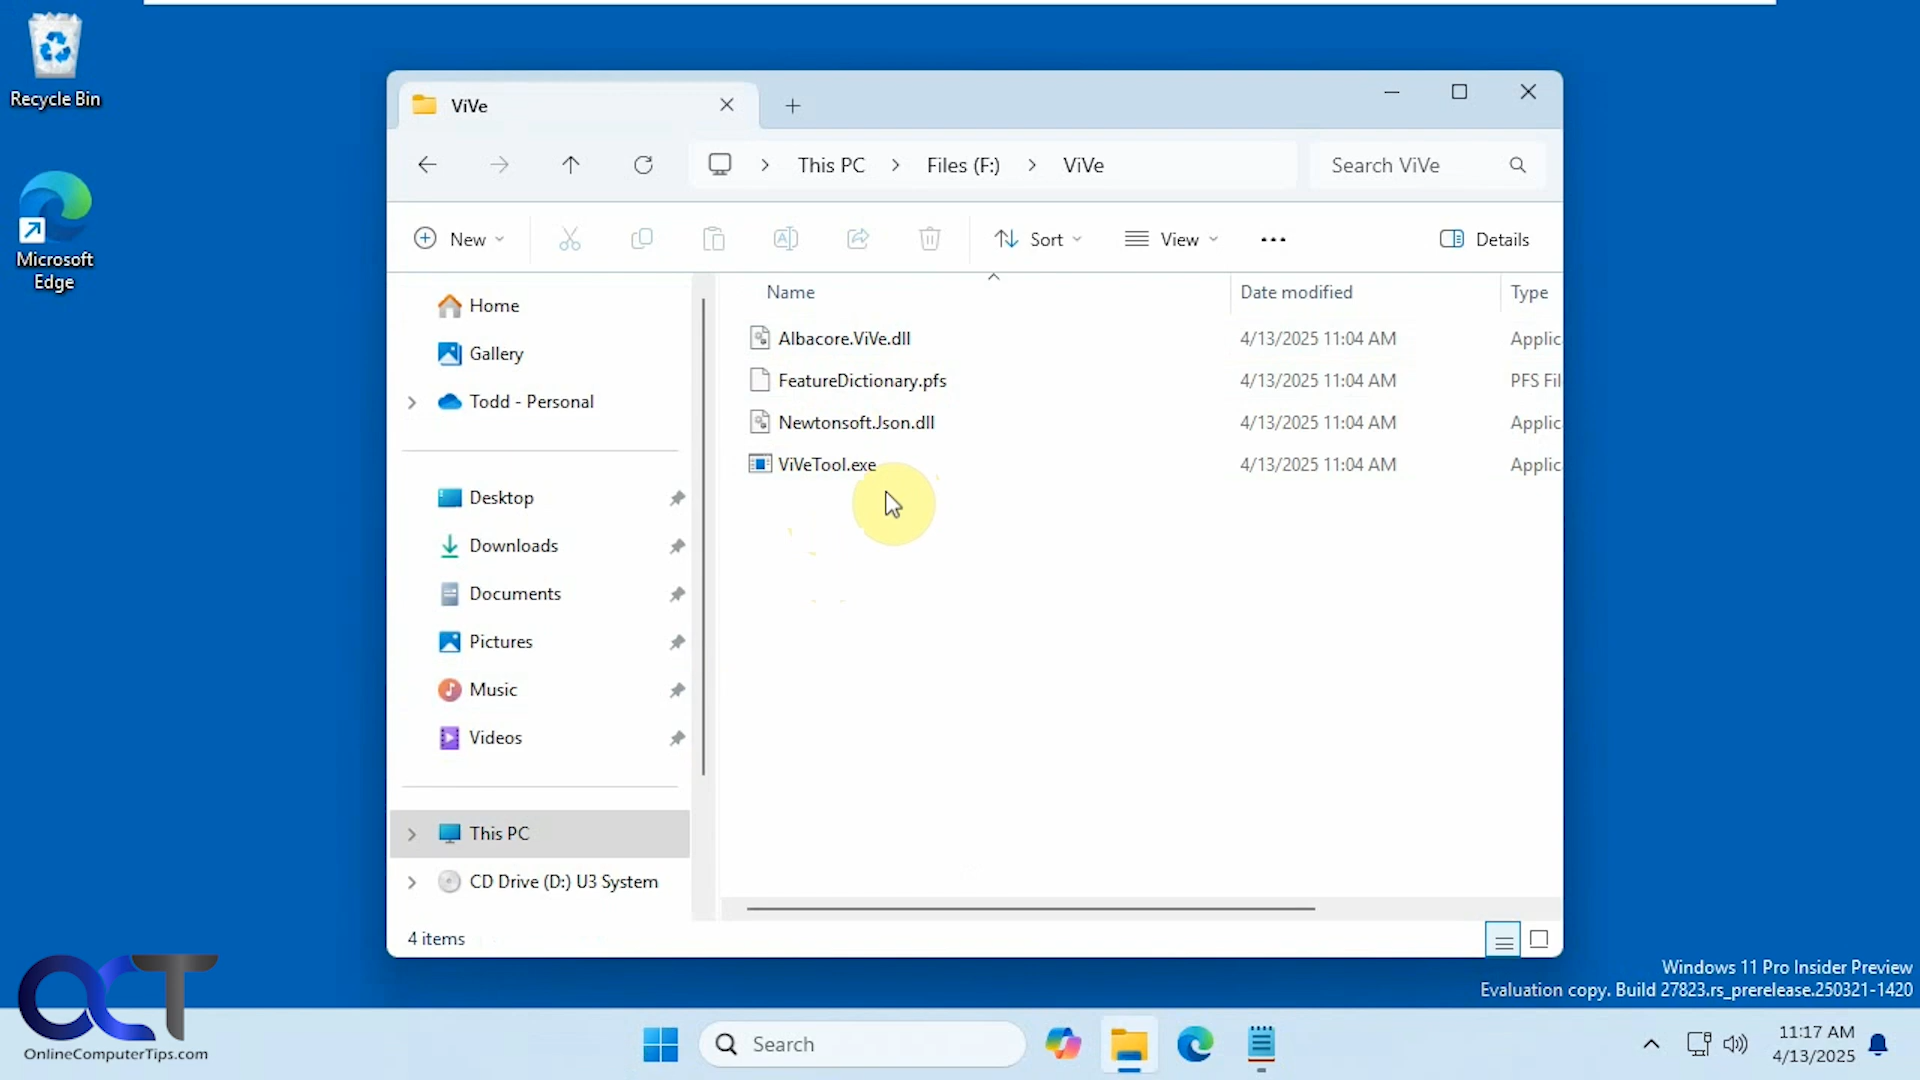 Recycle Bin
Microsoft
Edge
ViVe
This PC
Files (F:)
ViVe
Search ViVe
New
Sort
View
Details
Home
Gallery
Todd - Personal
Desktop
Downloads
Documents
Pictures
Music
Videos
This PC
CD Drive (D:) U3 System
Name
Date modified
Type
Albacore.ViVe.dll
4/13/2025 11:04 AM
Applic
FeatureDictionary.pfs
4/13/2025 11:04 AM
PFS Fil
Newtonsoft.Json.dll
4/13/2025 11:04 AM
Applic
ViVeTool.exe
4/13/2025 11:04 AM
Applic
4 items
Windows 11 Pro Insider Preview
Evaluation copy. Build 27823.rs_prerelease.250321-1420
OCT
OnlineComputerTips.com
Search
11:17 AM
4/13/2025